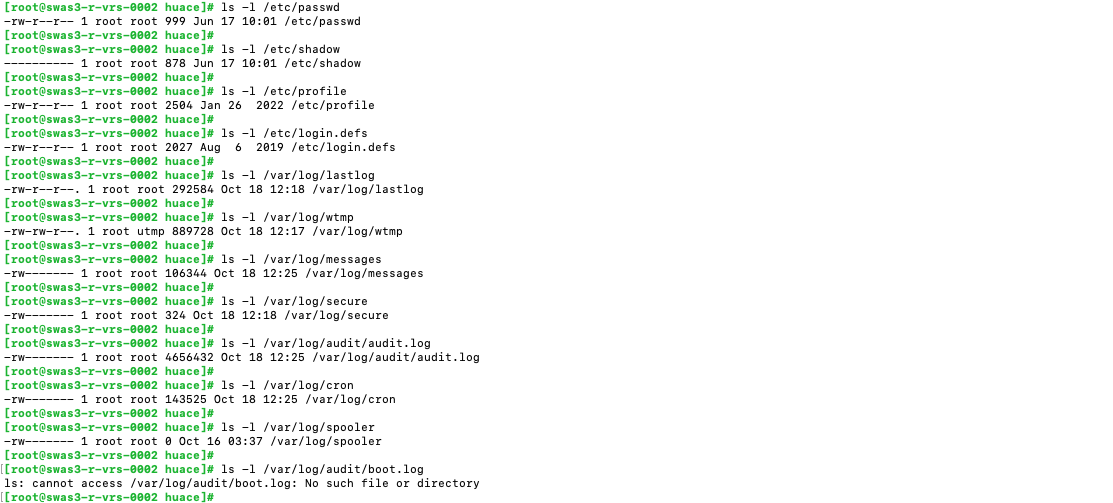 [root@swas3-r-vrs-0002 huace]# ls -l /etc/passwd
-rw-r--r-- 1 root root 999 Jun 17 10:01 /etc/passwd
[root@swas3-r-vrs-0002 huace]#
[root@swas3-r-vrs-0002 huace]# ls -l /etc/shadow
---------- 1 root root 878 Jun 17 10:01 /etc/shadow
[root@swas3-r-vrs-0002 huace]#
[root@swas3-r-vrs-0002 huace]# ls -l /etc/profile
-rw-r--r-- 1 root root 2504 Jan 26  2022 /etc/profile
[root@swas3-r-vrs-0002 huace]#
[root@swas3-r-vrs-0002 huace]# ls -l /etc/login.defs
-rw-r--r-- 1 root root 2027 Aug  6  2019 /etc/login.defs
[root@swas3-r-vrs-0002 huace]#
[root@swas3-r-vrs-0002 huace]# ls -l /var/log/lastlog
-rw-r--r--. 1 root root 292584 Oct 18 12:18 /var/log/lastlog
[root@swas3-r-vrs-0002 huace]#
[root@swas3-r-vrs-0002 huace]# ls -l /var/log/wtmp
-rw-rw-r--. 1 root utmp 889728 Oct 18 12:17 /var/log/wtmp
[root@swas3-r-vrs-0002 huace]#
[root@swas3-r-vrs-0002 huace]# ls -l /var/log/messages
-rw------- 1 root root 106344 Oct 18 12:25 /var/log/messages
[root@swas3-r-vrs-0002 huace]#
[root@swas3-r-vrs-0002 huace]# ls -l /var/log/secure
-rw------- 1 root root 324 Oct 18 12:18 /var/log/secure
[root@swas3-r-vrs-0002 huace]#
[root@swas3-r-vrs-0002 huace]# ls -l /var/log/audit/audit.log
-rw------- 1 root root 4656432 Oct 18 12:25 /var/log/audit/audit.log
[root@swas3-r-vrs-0002 huace]#
[root@swas3-r-vrs-0002 huace]# ls -l /var/log/cron
-rw------- 1 root root 143525 Oct 18 12:25 /var/log/cron
[root@swas3-r-vrs-0002 huace]#
[root@swas3-r-vrs-0002 huace]# ls -l /var/log/spooler
-rw------- 1 root root 0 Oct 16 03:37 /var/log/spooler
[root@swas3-r-vrs-0002 huace]#
[[root@swas3-r-vrs-0002 huace]# ls -l /var/log/audit/boot.log
ls: cannot access /var/log/audit/boot.log: No such file or directory
[[root@swas3-r-vrs-0002 huace]#